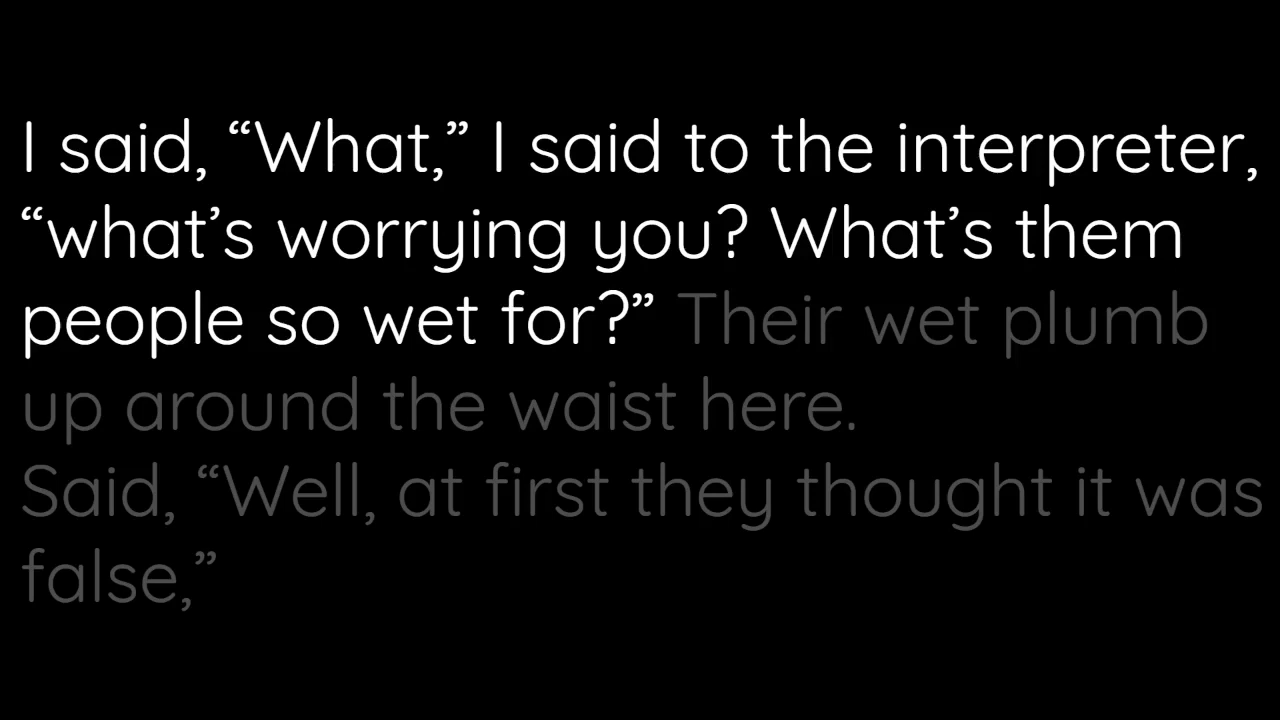 I said, “What,” I said to the interpreter,
“what’s worrying you? What’s them
people so wet for?” Their wet plumb
up around the waist here.
Said, “Well, at first they thought it was
false,”